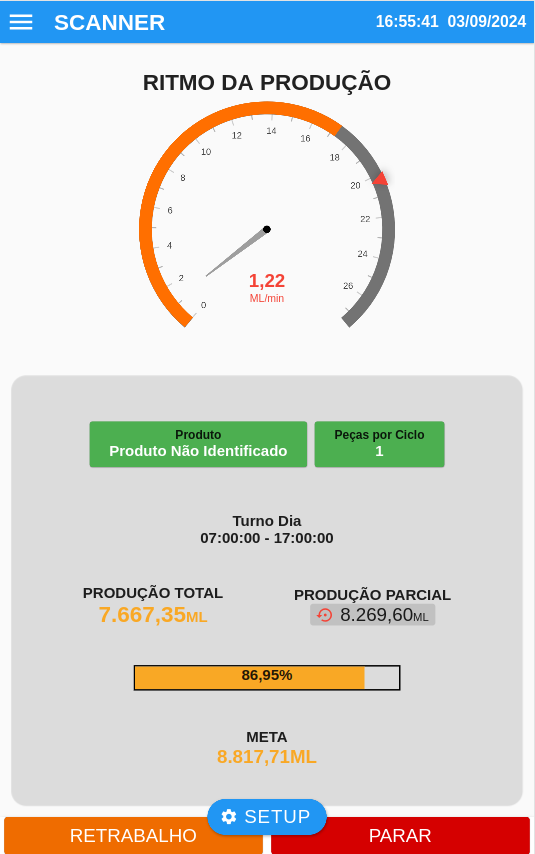 SCANNER
16:55:41 03/09/2024
RITMO DA PRODUÇÃO
0
2
4
6
8
10
12
14
16
18
20
22
24
26
1,22
ML/min
Produto
Produto Não Identificado
Peças por Ciclo
1
Turno Dia
07:00:00 - 17:00:00
PRODUÇÃO TOTAL
7.667,35ML
PRODUÇÃO PARCIAL
8.269,60ML
86,95%
META
8.817,71ML
SETUP
RETRABALHO
PARAR